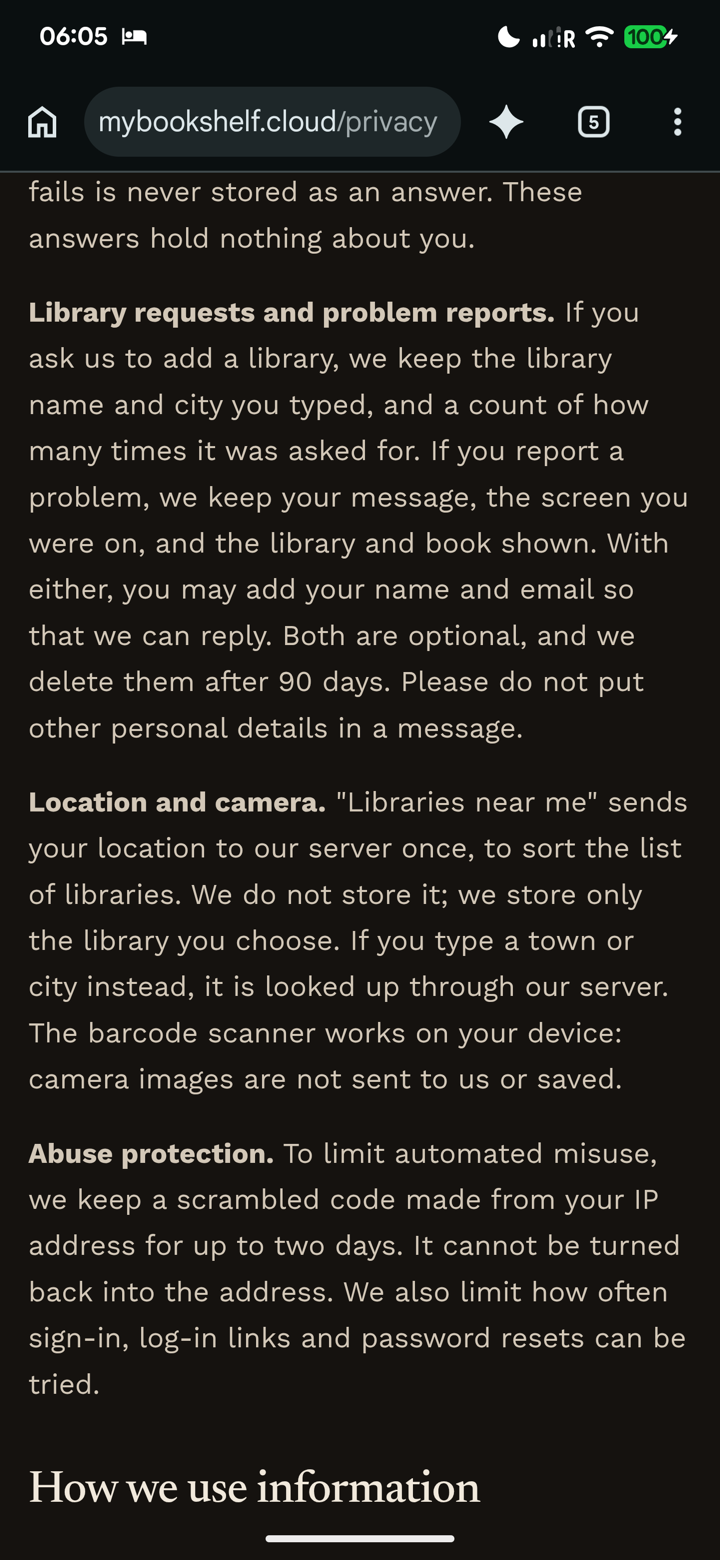 06:05
R
100
mybookshelf.cloud/privacy
5
fails is never stored as an answer. These
answers hold nothing about you.
Library requests and problem reports. If you
ask us to add a library, we keep the library
name and city you typed, and a count of how
many times it was asked for. If you report a
problem, we keep your message, the screen you
were on, and the library and book shown. With
either, you may add your name and email so
that we can reply. Both are optional, and we
delete them after 90 days. Please do not put
other personal details in a message.
Location and camera. "Libraries near me" sends
your location to our server once, to sort the list
of libraries. We do not store it; we store only
the library you choose. If you type a town or
city instead, it is looked up through our server.
The barcode scanner works on your device:
camera images are not sent to us or saved.
Abuse protection. To limit automated misuse,
we keep a scrambled code made from your IP
address for up to two days. It cannot be turned
back into the address. We also limit how often
sign-in, log-in links and password resets can be
tried.
How we use information